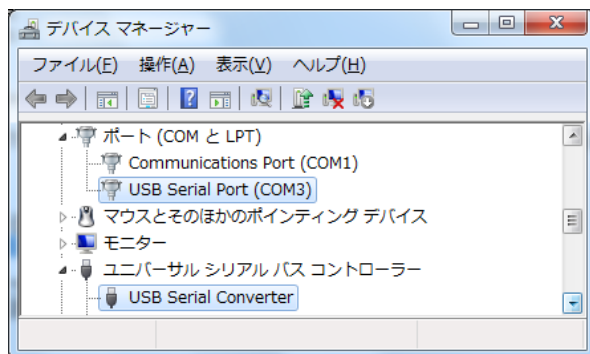 デバイス マネージャー
ファイル(F) 操作(A) 表示(V) ヘルプ(H)
ポート (COM と LPT)
Communications Port (COM1)
USB Serial Port (COM3)
マウスとそのほかのポインティング デバイス
モニター
ユニバーサル シリアル バス コントローラー
USB Serial Converter